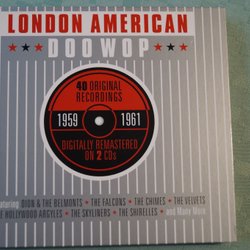 LONDON AMERICAN
DOO WOP
40 ORIGINAL
RECORDINGS
1959 1961
DIGITALLY REMASTERED
ON 2 CDs
featuring DION & THE BELMONTS · THE FALCONS · THE CHIMES · THE VELVETS
THE HOLLYWOOD ARGYLES · THE SKYLINERS · THE SHIRELLES · and Many More